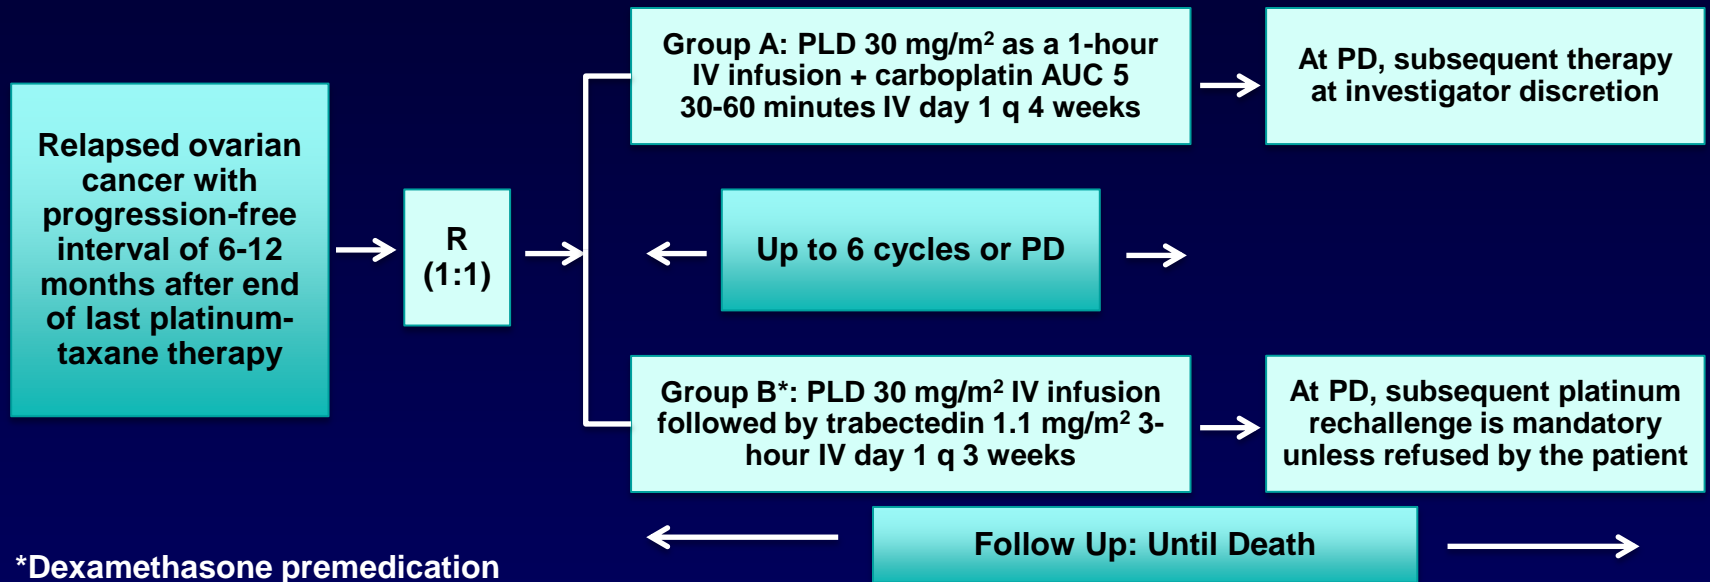 Relapsed ovarian
cancer with
progression-free
interval of 6-12
months after end
of last platinum-
taxane therapy
R
(1:1)
Group A: PLD 30 mg/m² as a 1-hour
IV infusion + carboplatin AUC 5
30-60 minutes IV day 1 q 4 weeks
At PD, subsequent therapy
at investigator discretion
Up to 6 cycles or PD
Group B*: PLD 30 mg/m² IV infusion
followed by trabectedin 1.1 mg/m² 3-
hour IV day 1 q 3 weeks
At PD, subsequent platinum
rechallenge is mandatory
unless refused by the patient
Follow Up: Until Death
*Dexamethasone premedication